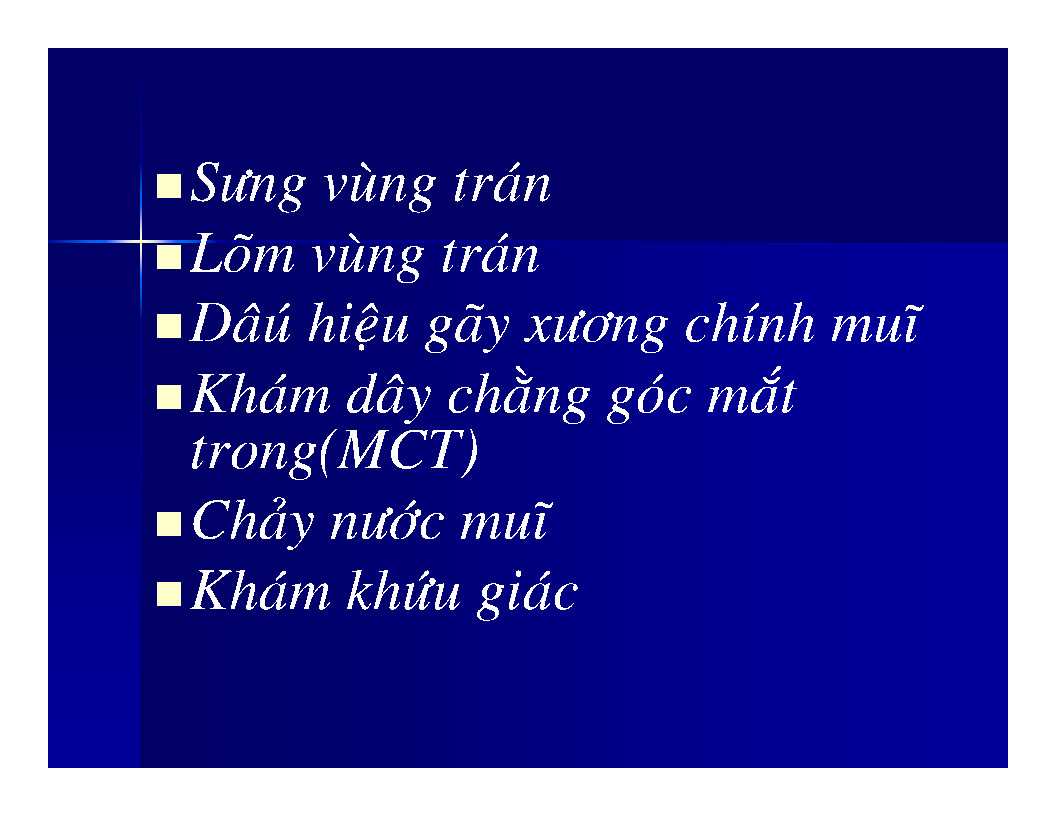 Sưng vùng trán
Lõm vùng trán
Dâú hiệu gãy xương chính muĩ
Khám dây chằng góc mắt
trong(MCT)
Chảy nước muĩ
Khám khứu giác